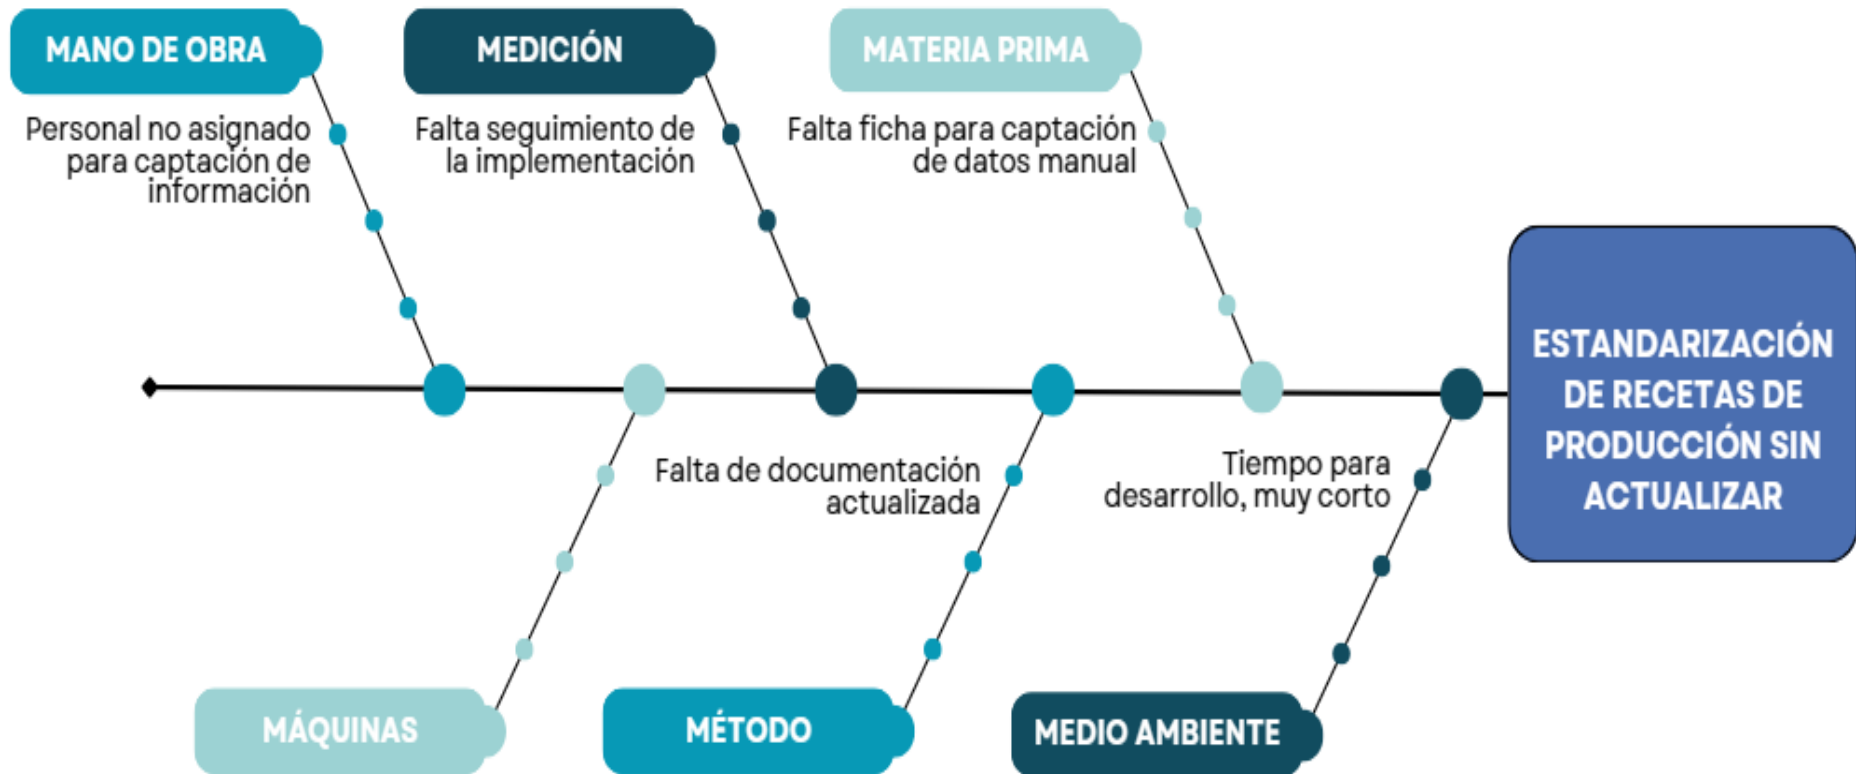 MANO DE OBRA
MEDICIÓN
MATERIA PRIMA
Personal no asignado
para captación de
información
Falta seguimiento de
la implementación
Falta ficha para captación
de datos manual
ESTANDARIZACIÓN
DE RECETAS DE
PRODUCCIÓN SIN
ACTUALIZAR
Falta de documentación
actualizada
Tiempo para
desarrollo, muy corto
MÁQUINAS
MÉTODO
MEDIO AMBIENTE